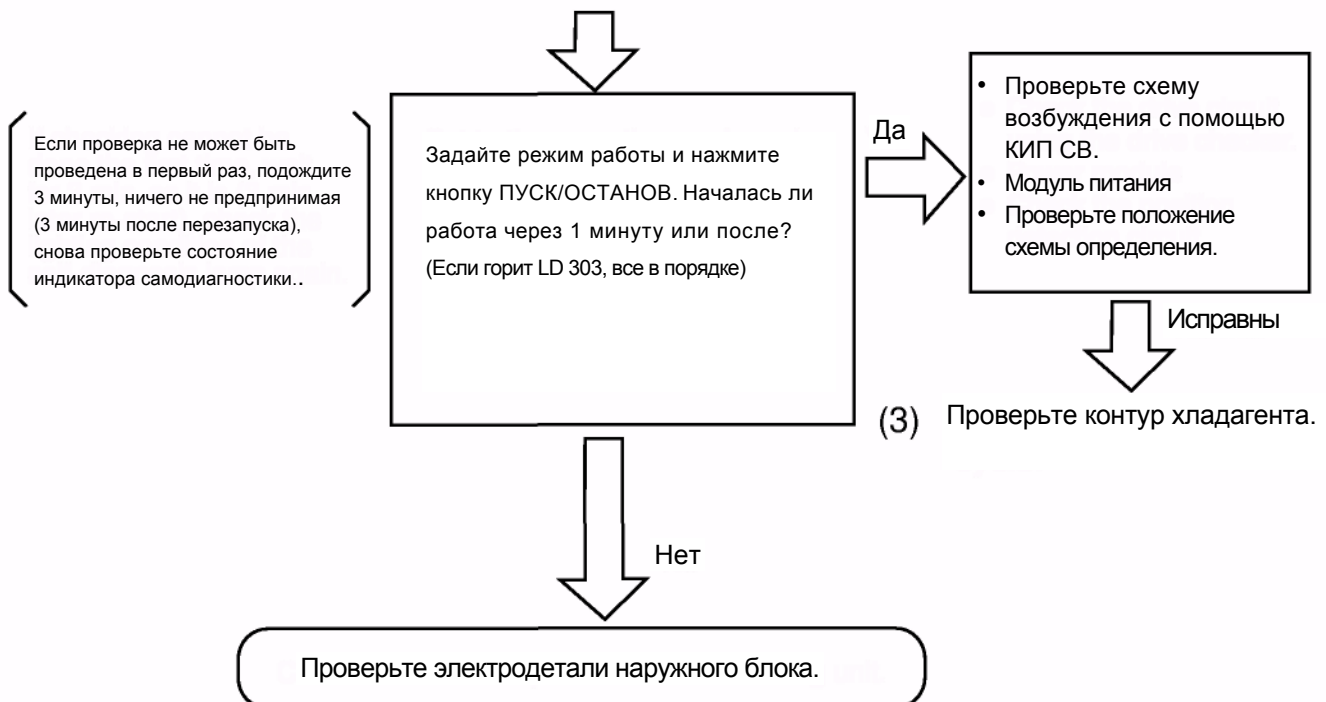 Если проверка не может быть
проведена в первый раз, подождите
3 минуты, ничего не предпринимая
(3 минуты после перезапуска),
снова проверьте состояние
индикатора самодиагностики..
Задайте режим работы и нажмите
кнопку ПУСК/ОСТАНОВ. Началась ли
работа через 1 минуту или после?
(Если горит LD 303, все в порядке)
Да
• Проверьте схему
возбуждения с помощью
КИП СВ.
• Модуль питания
• Проверьте положение
схемы определения.
Исправны
(3) Проверьте контур хладагента.
Нет
Проверьте электродетали наружного блока.